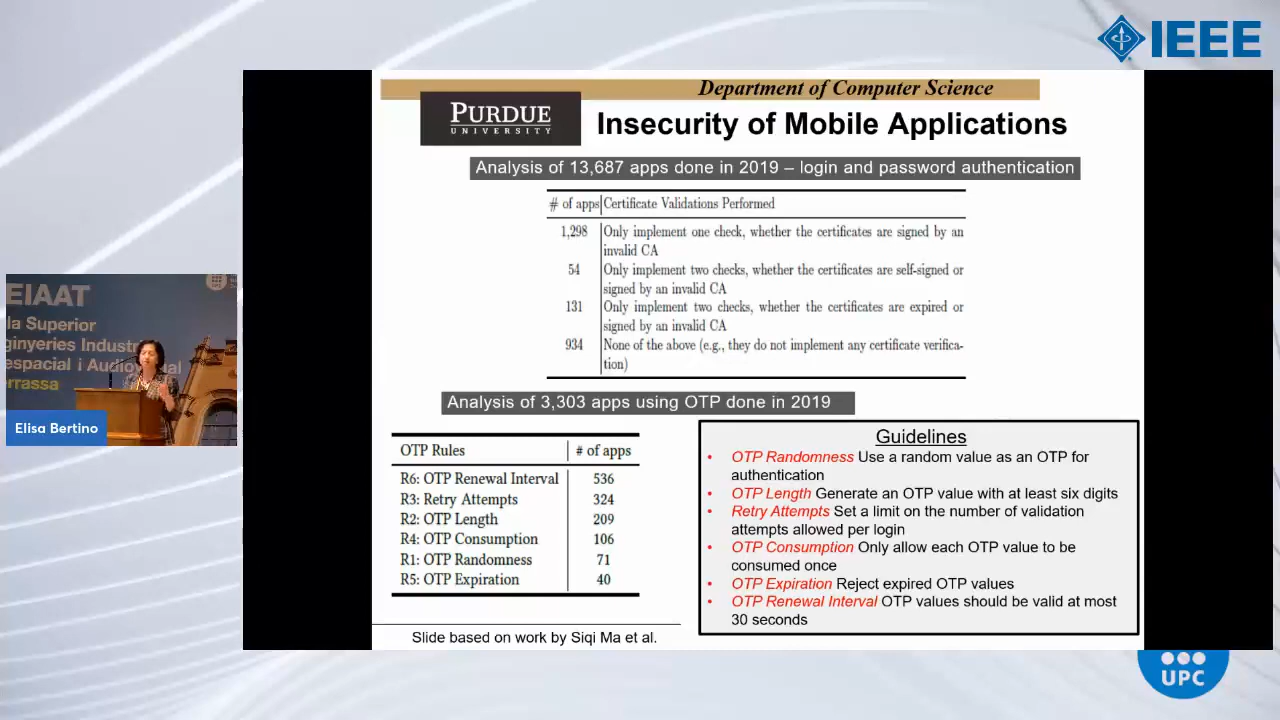 IEEE
Department of Computer Science
PURDUE
UNIVERSITY
Insecurity of Mobile Applications
Analysis of 13,687 apps done in 2019 – login and password authentication
# of apps Certificate Validations Performed
1,298 Only implement one check, whether the certificates are signed by an
invalid CA
54 Only implement two checks, whether the certificates are self-signed or
signed by an invalid CA
131 Only implement two checks, whether the certificates are expired or
signed by an invalid CA
934 None of the above (e.g., they do not implement any certificate verifica-
tion)
Analysis of 3,303 apps using OTP done in 2019
OTP Rules # of apps
R6: OTP Renewal Interval 536
R3: Retry Attempts 324
R2: OTP Length 209
R4: OTP Consumption 106
R1: OTP Randomness 71
R5: OTP Expiration 40
Guidelines
• OTP Randomness Use a random value as an OTP for
authentication
• OTP Length Generate an OTP value with at least six digits
• Retry Attempts Set a limit on the number of validation
attempts allowed per login
• OTP Consumption Only allow each OTP value to be
consumed once
• OTP Expiration Reject expired OTP values
• OTP Renewal Interval OTP values should be valid at most
30 seconds
Slide based on work by Siqi Ma et al.
EIAAT
la Superior
ginyeries Industr
espacial i Audiov ual
rrassa
UPC
Elisa Bertino
UPC